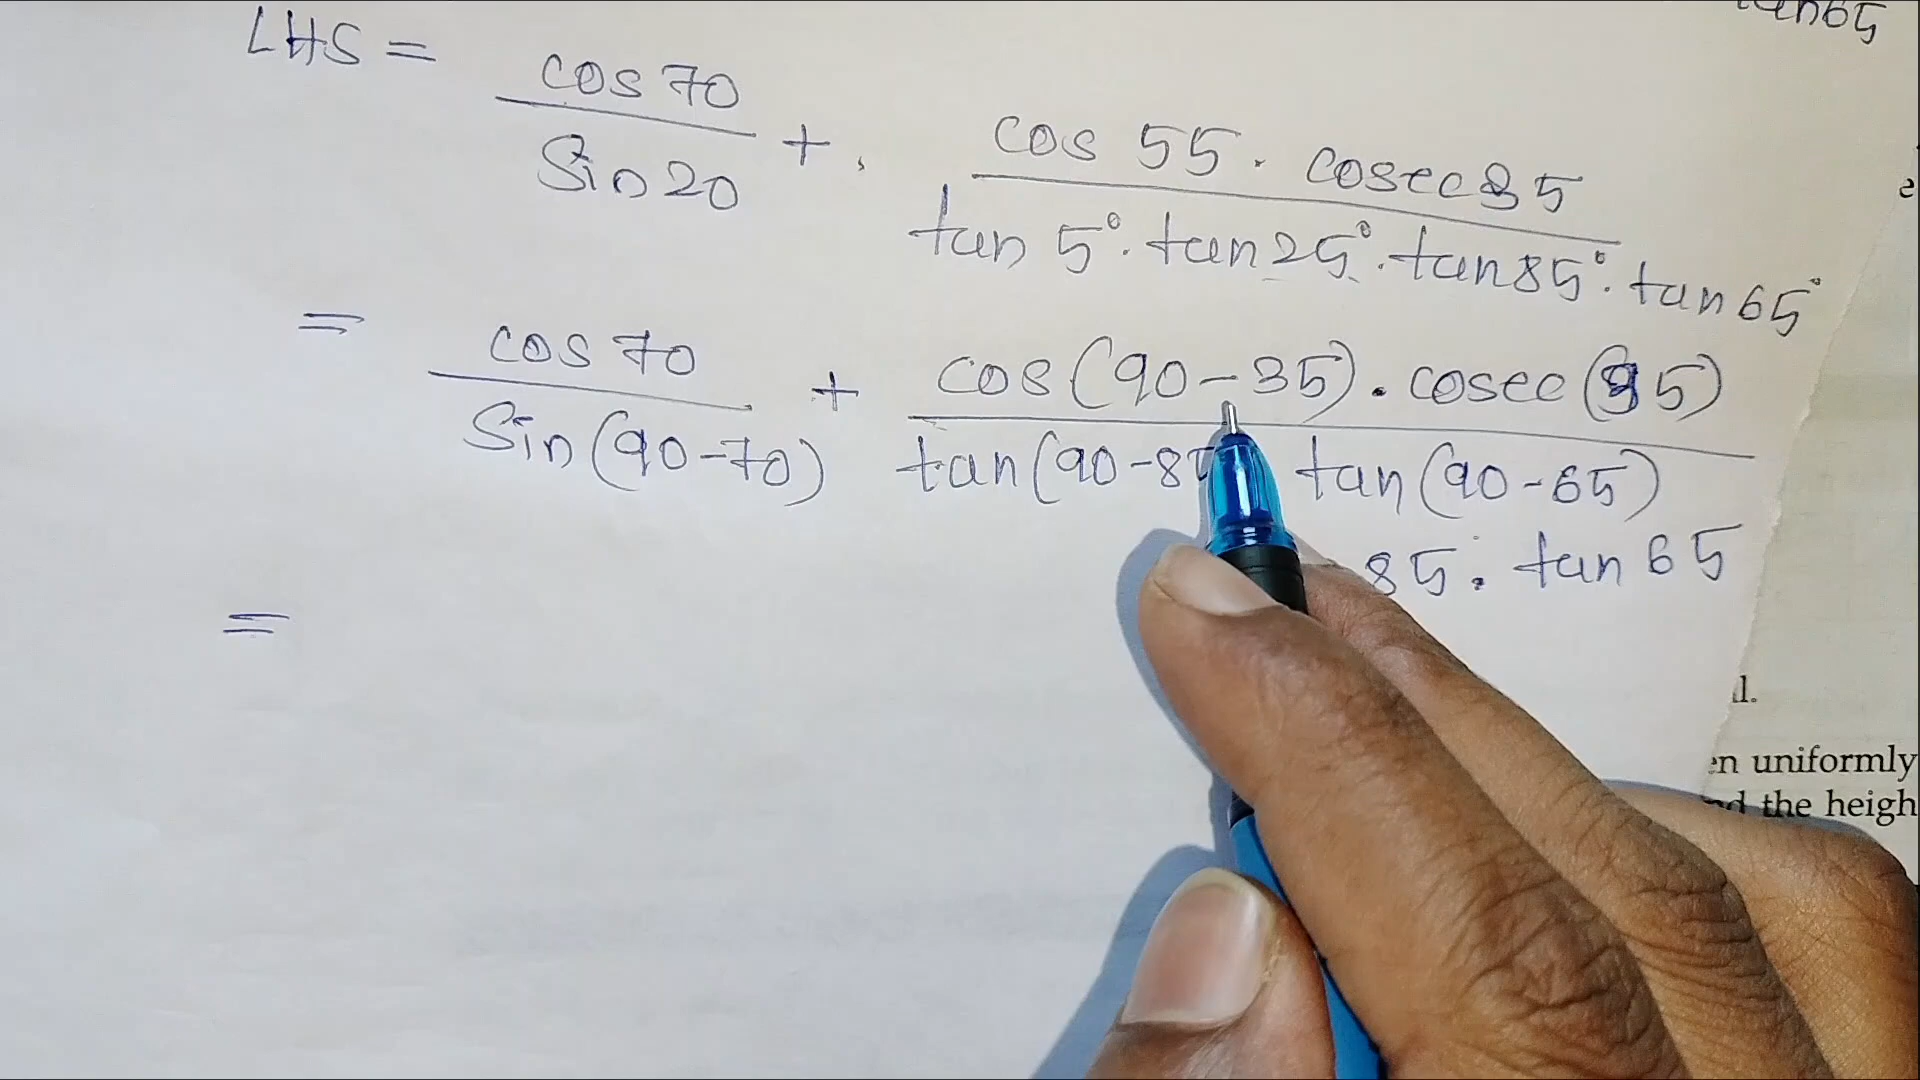 tan65
LHS = cos 70 / Sin 20 + cos 55 . cosec 35 / tan 5° . tan 25° . tan 85° . tan 65°
= cos 70 / Sin (90-70) + cos (90-35) . cosec (35) / tan (90-85 tan (90-65)
85 . tan 65
=
l.
en uniformly
the heigh